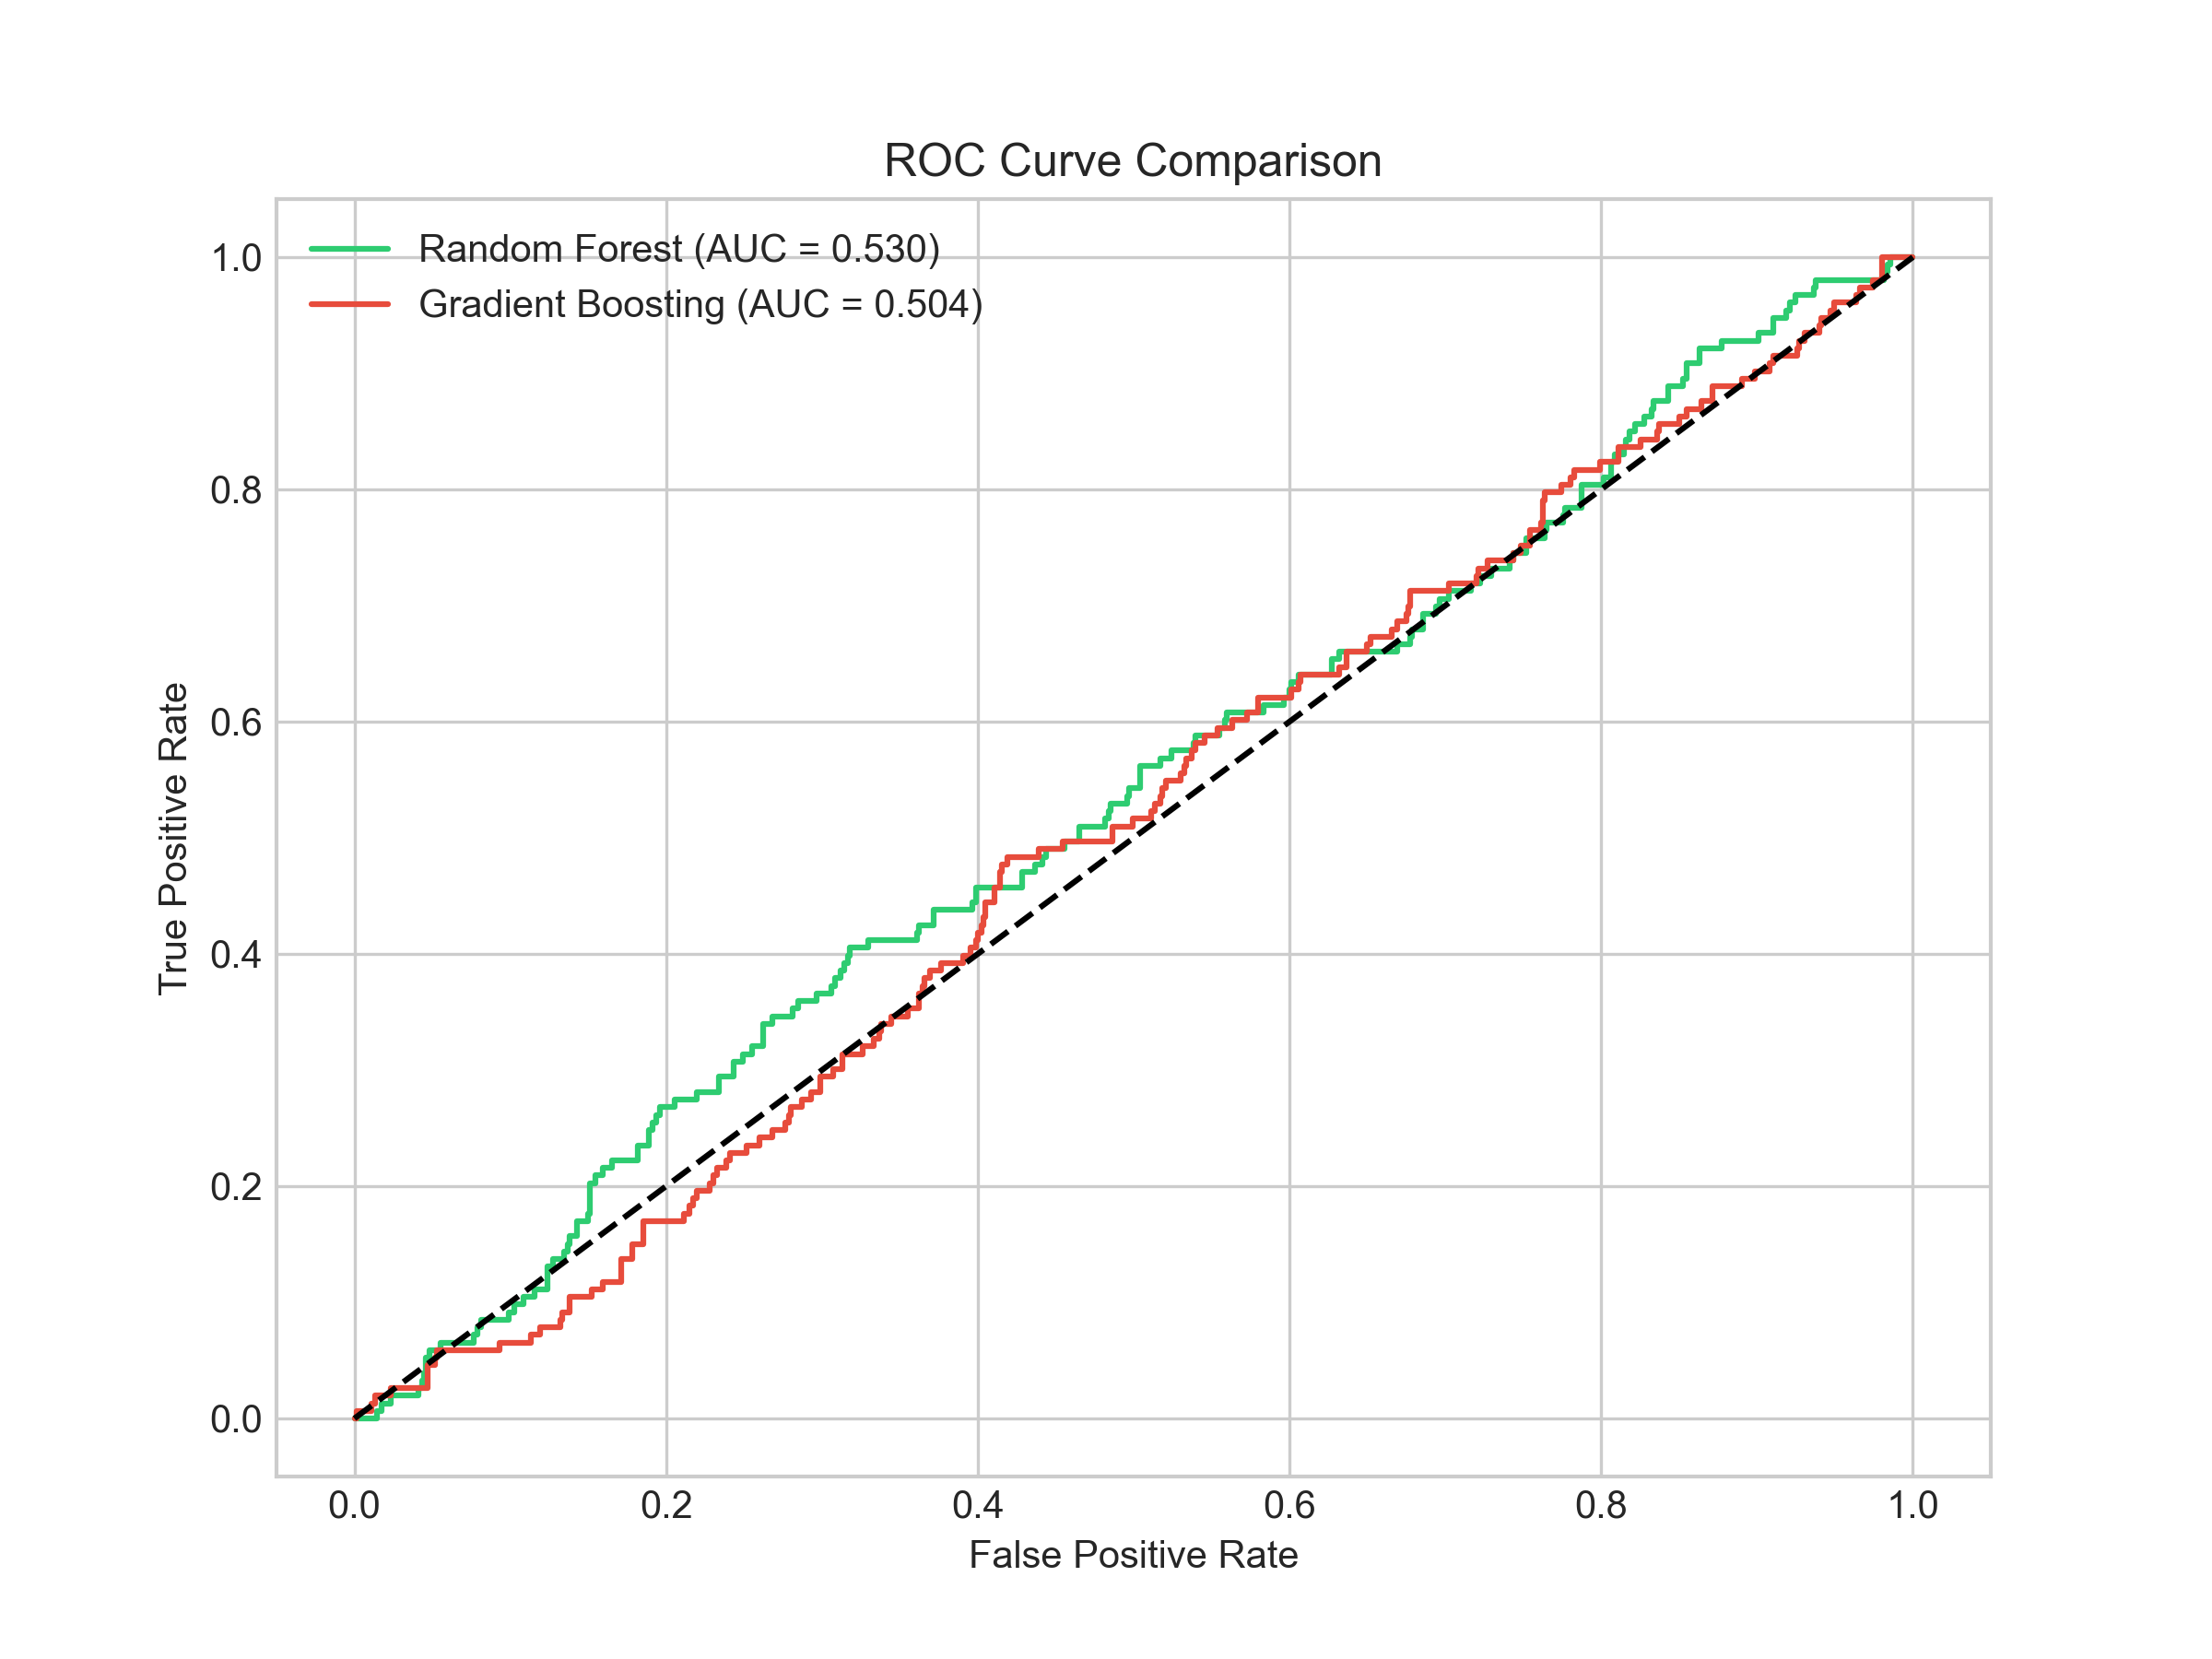 ROC Curve Comparison
Random Forest (AUC = 0.530)
Gradient Boosting (AUC = 0.504)
True Positive Rate
1.0
0.8
0.6
0.4
0.2
0.0
0.0 0.2 0.4 0.6 0.8 1.0
False Positive Rate